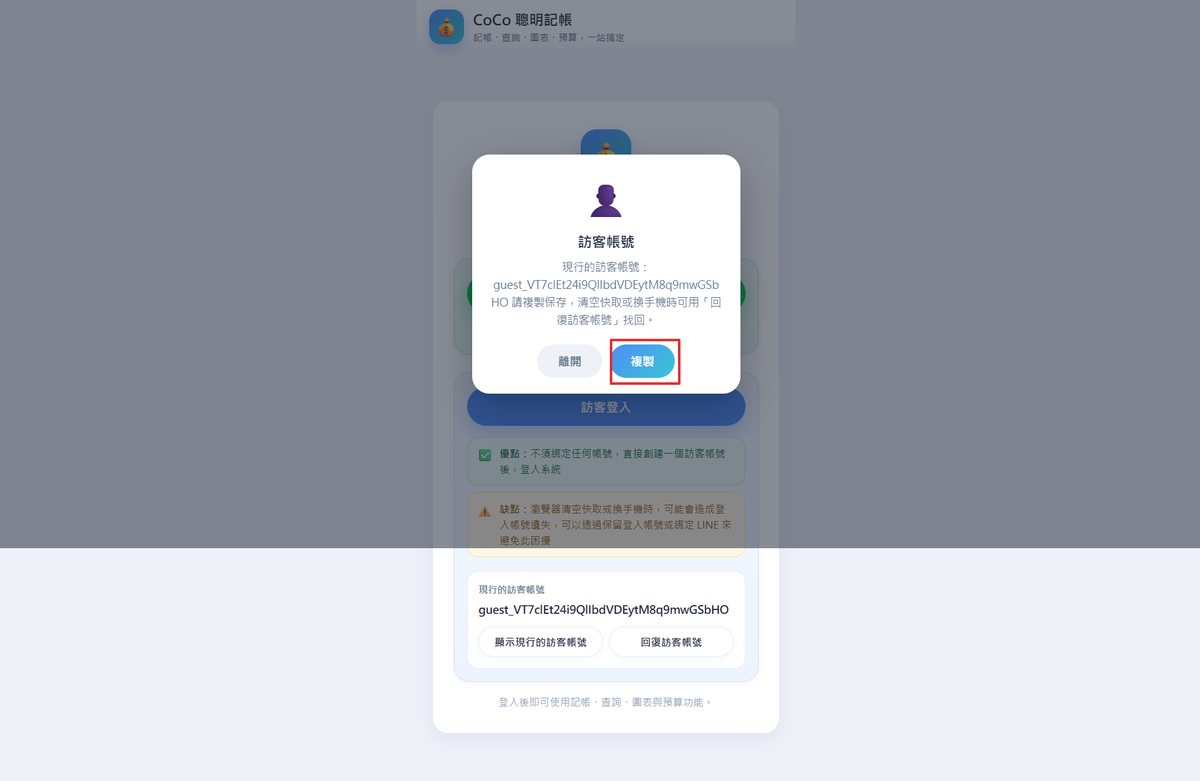 CoCo 聰明記帳
記帳、查詢、圖表、預算，一站搞定
訪客帳號
現行的訪客帳號：
guest_VT7clEt24i9QlIbdVDEytM8q9mwGSb
HO 請複製保存，清空快取或換手機時可用「回
復訪客帳號」找回。
離開
複製
訪客登入
優點：不須綁定任何帳號，直接創建一個訪客帳號
後，登入系統
缺點：瀏覽器清空快取或換手機時，可能會造成登
入帳號遺失，可以透過保留登入帳號或綁定 LINE 來
避免此困擾
現行的訪客帳號
guest_VT7clEt24i9QlIbdVDEytM8q9mwGSbHO
顯示現行的訪客帳號
回復訪客帳號
登入後即可使用記帳、查詢、圖表與預算功能。